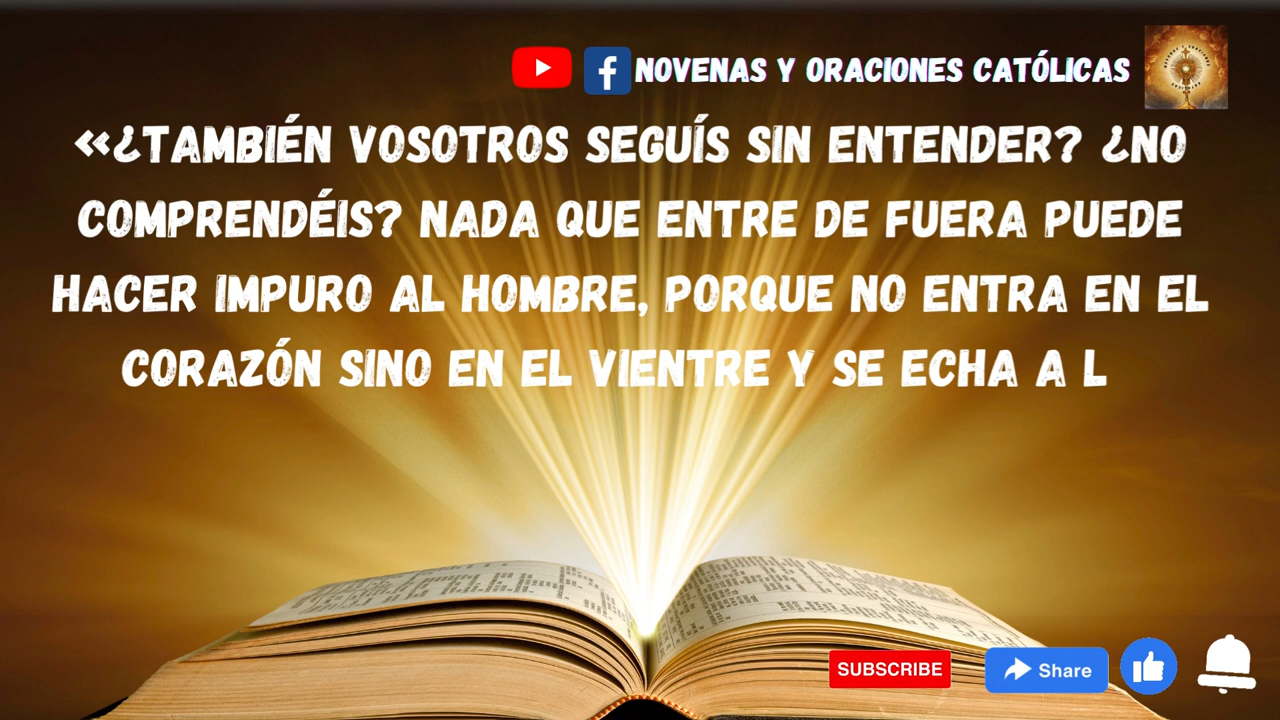 NOVENAS Y ORACIONES CATÓLICAS
«¿TAMBIÉN VOSOTROS SEGUÍS SIN ENTENDER? ¿NO
COMPRENDÉIS? NADA QUE ENTRE DE FUERA PUEDE
HACER IMPURO AL HOMBRE, PORQUE NO ENTRA EN EL
CORAZÓN SINO EN EL VIENTRE Y SE ECHA A L
SUBSCRIBE
Share